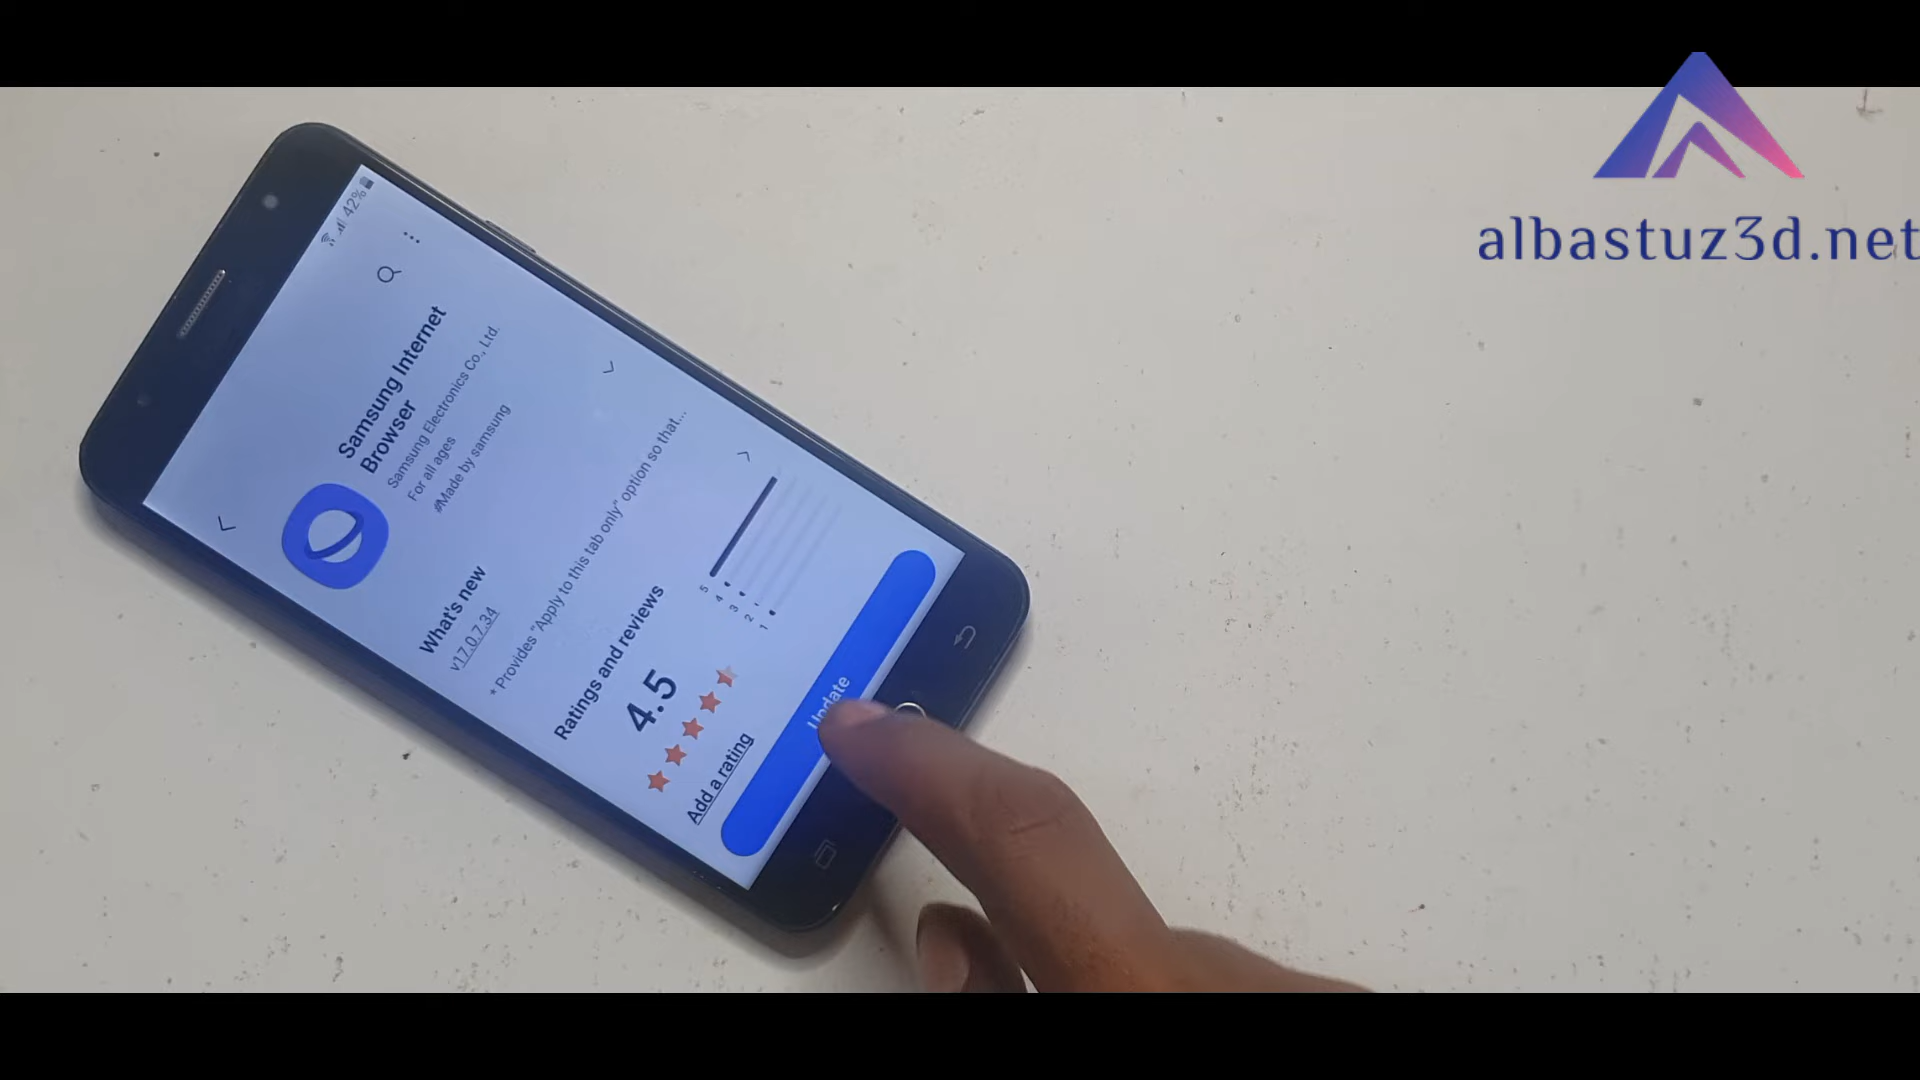 albastuz3d.net
42%
Samsung Internet
Browser
Samsung Electronics Co., Ltd.
For all ages
#Made by samsung
What's new
v17.0.7.34
* Provides "Apply to this tab only" option so that...
Ratings and reviews
4.5
5
4
3
2
1
Add a rating
Update